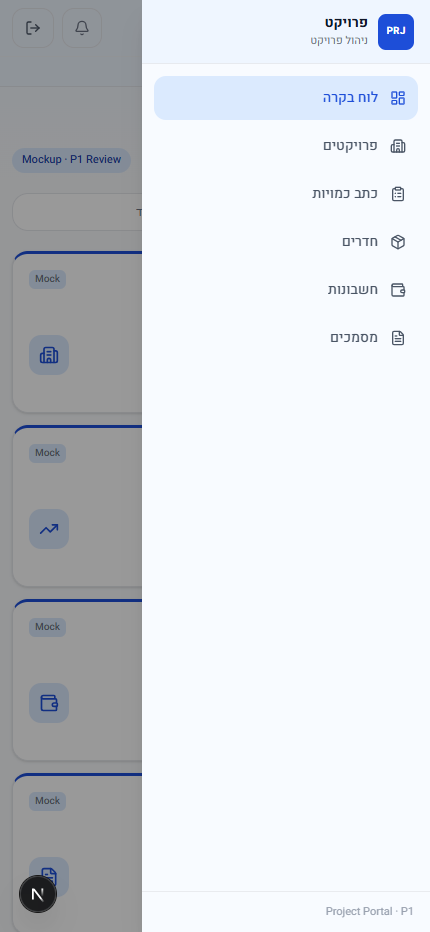 פרויקט
ניהול פרויקט
PRJ
לוח בקרה
פרויקטים
כתב כמויות
חדרים
חשבונות
מסמכים
Project Portal · P1
Mockup · P1 Review
Mock
Mock
Mock
Mock
N